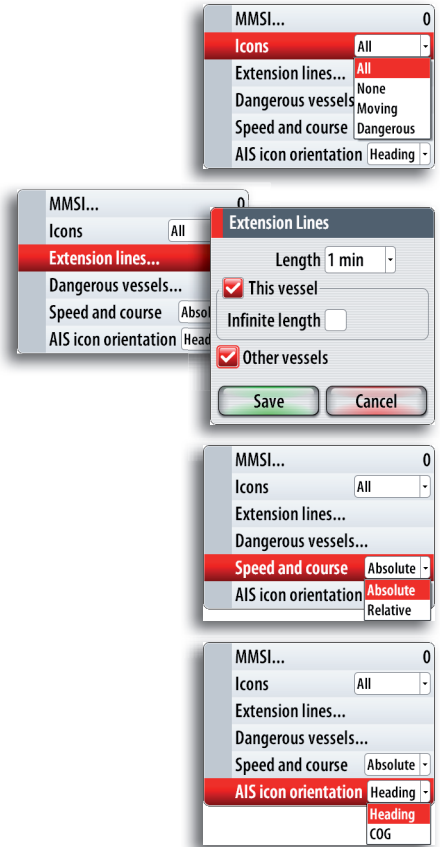 MMSI... 0
Icons All
All
Extension lines...
None
Dangerous vessels
Moving
Speed and course Dangerous
AIS icon orientation Heading
MMSI... 0
Icons All
Extension lines...
Dangerous vessels...
Speed and course Absol
AIS icon orientation Head
Extension Lines
Length 1 min
This vessel
Infinite length
Other vessels
Save Cancel
MMSI... 0
Icons All
Extension lines...
Dangerous vessels...
Speed and course Absolute
AIS icon orientation Absolute
Relative
MMSI... 0
Icons All
Extension lines...
Dangerous vessels...
Speed and course Absolute
AIS icon orientation Heading
Heading
COG